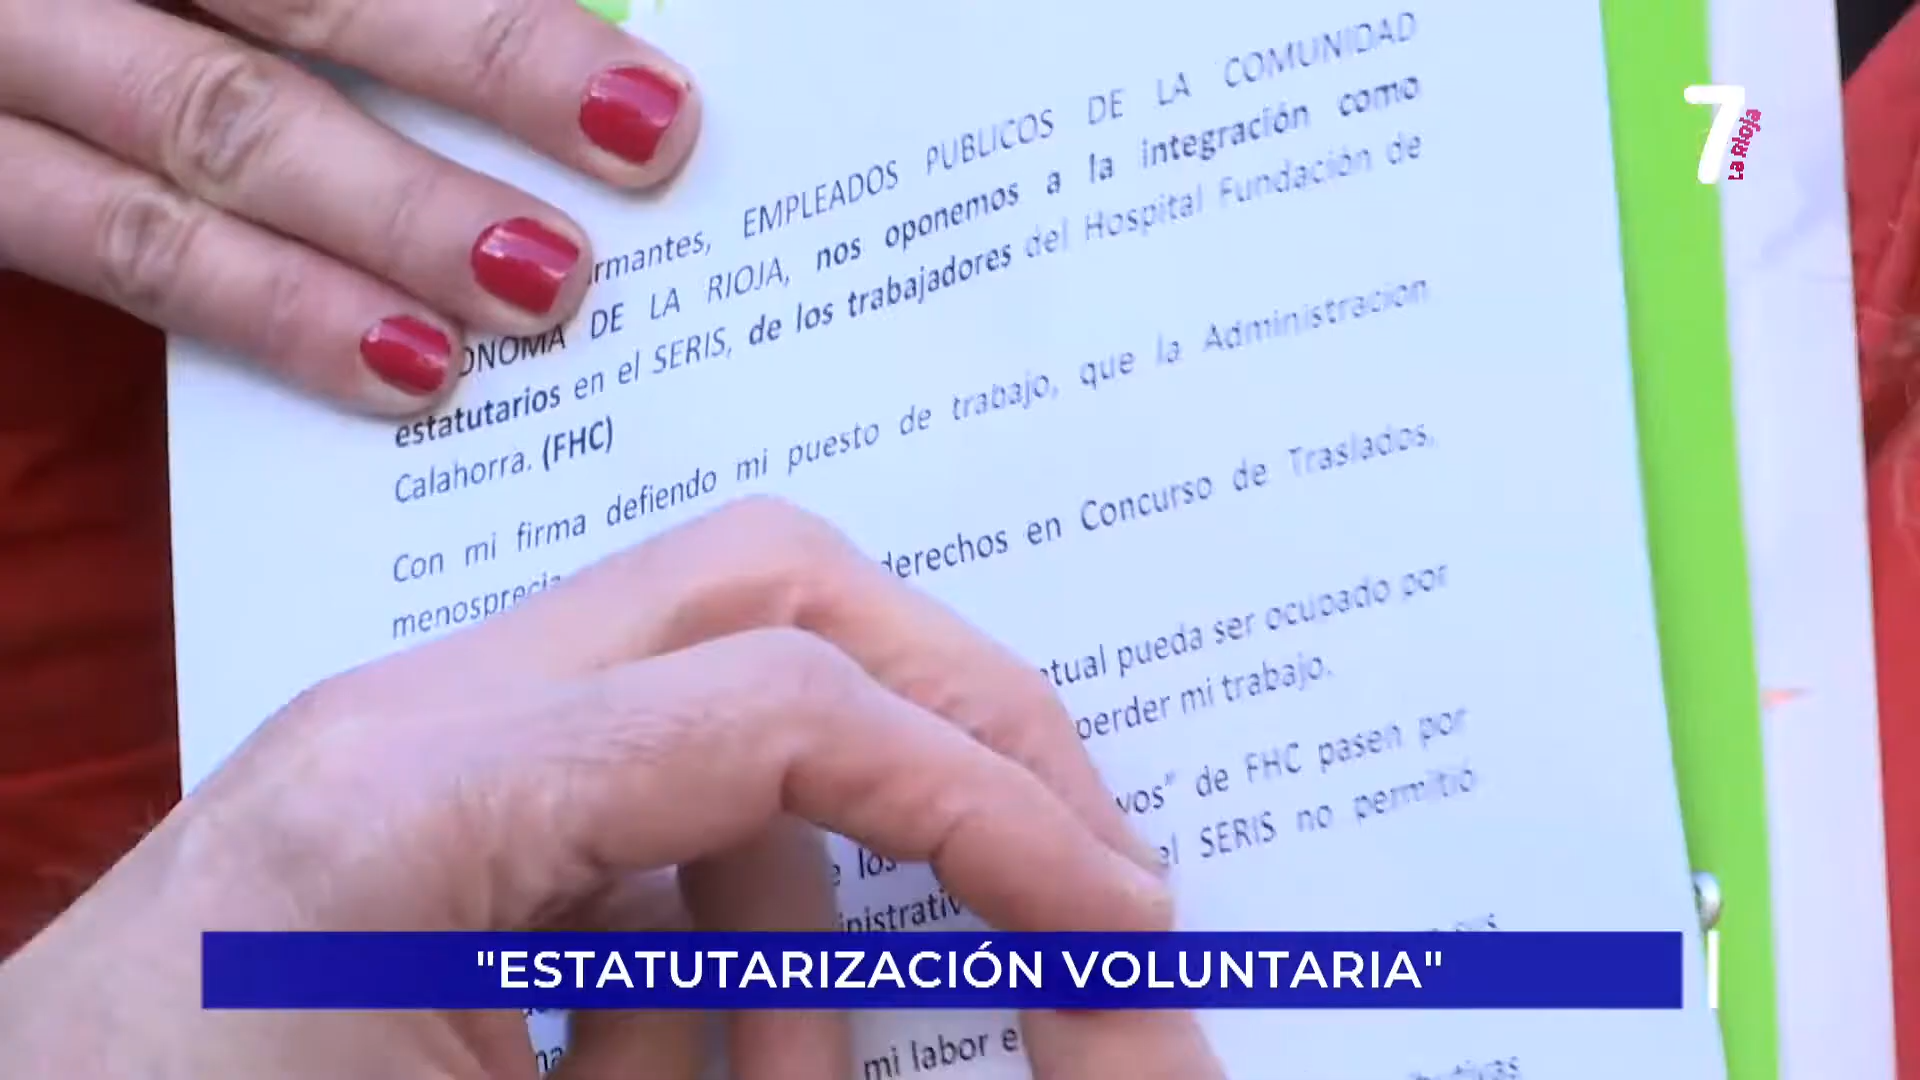 rmantes, EMPLEADOS PUBLICOS DE LA COMUNIDAD
ONOMA DE LA RIOJA, nos oponemos a la integración como
estatutarios en el SERIS, de los trabajadores del Hospital Fundación de
Calahorra. (FHC)
Con mi firma defiendo mi puesto de trabajo, que la Administracion
menosprecia derechos en Concurso de Traslados.
tual pueda ser ocupado por
perder mi trabajo.
vos" de FHC pasen por
e los el SERIS no permitió
inistrativ
mi labor e
7 La Rioja
"ESTATUTARIZACIÓN VOLUNTARIA"